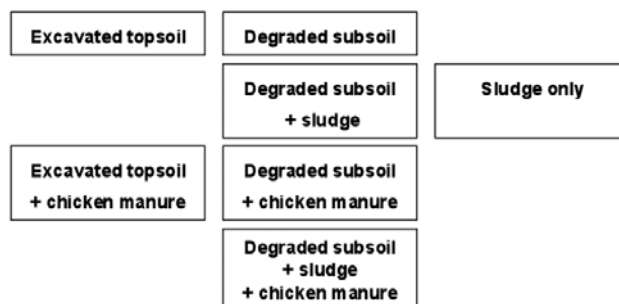 Excavated topsoil
Degraded subsoil
Degraded subsoil
+ sludge
Sludge only
Excavated topsoil
+ chicken manure
Degraded subsoil
+ chicken manure
Degraded subsoil
+ sludge
+ chicken manure